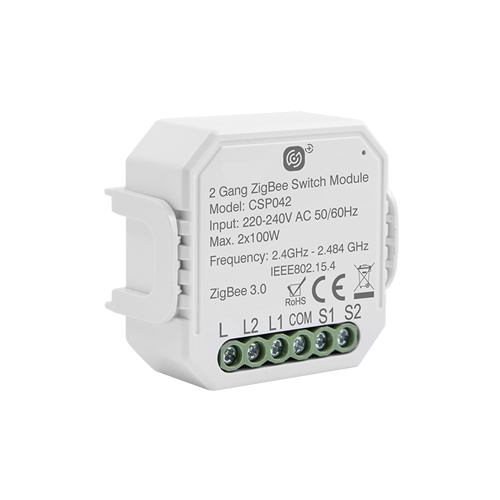 2 Gang ZigBee Switch Module
Model: CSP042
Input: 220-240V AC 50/60Hz
Max. 2x100W
Frequency: 2.4GHz - 2.484 GHz
IEEE802.15.4
ZigBee 3.0
RoHS
CE
L L2 L1 COM S1 S2